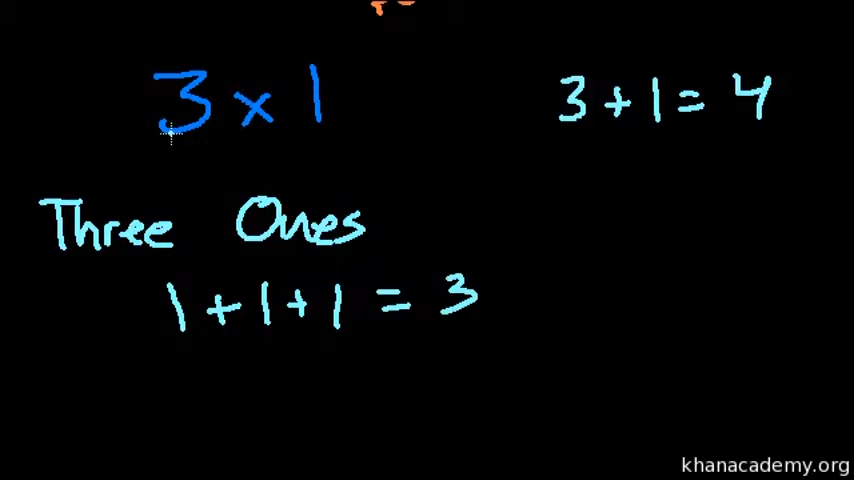 3 x 1
3 + 1 = 4
Three Ones
1 + 1 + 1 = 3
khanacademy.org